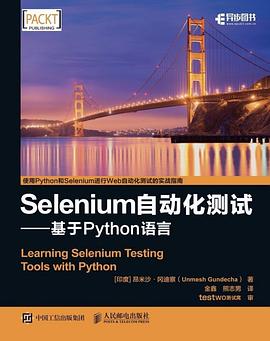 PACKT
PUBLISHING
异步图书
使用Python和Selenium进行Web自动化测试的实战指南
Selenium自动化测试
——基于Python语言
Learning Selenium Testing
Tools with Python
[印度] 昂米沙·冈迪察（Unmesh Gundecha） 著
金鑫 熊志男 译
testwo测试窝 审
中国工信出版集团
人民邮电出版社
POSTS & TELECOM PRESS